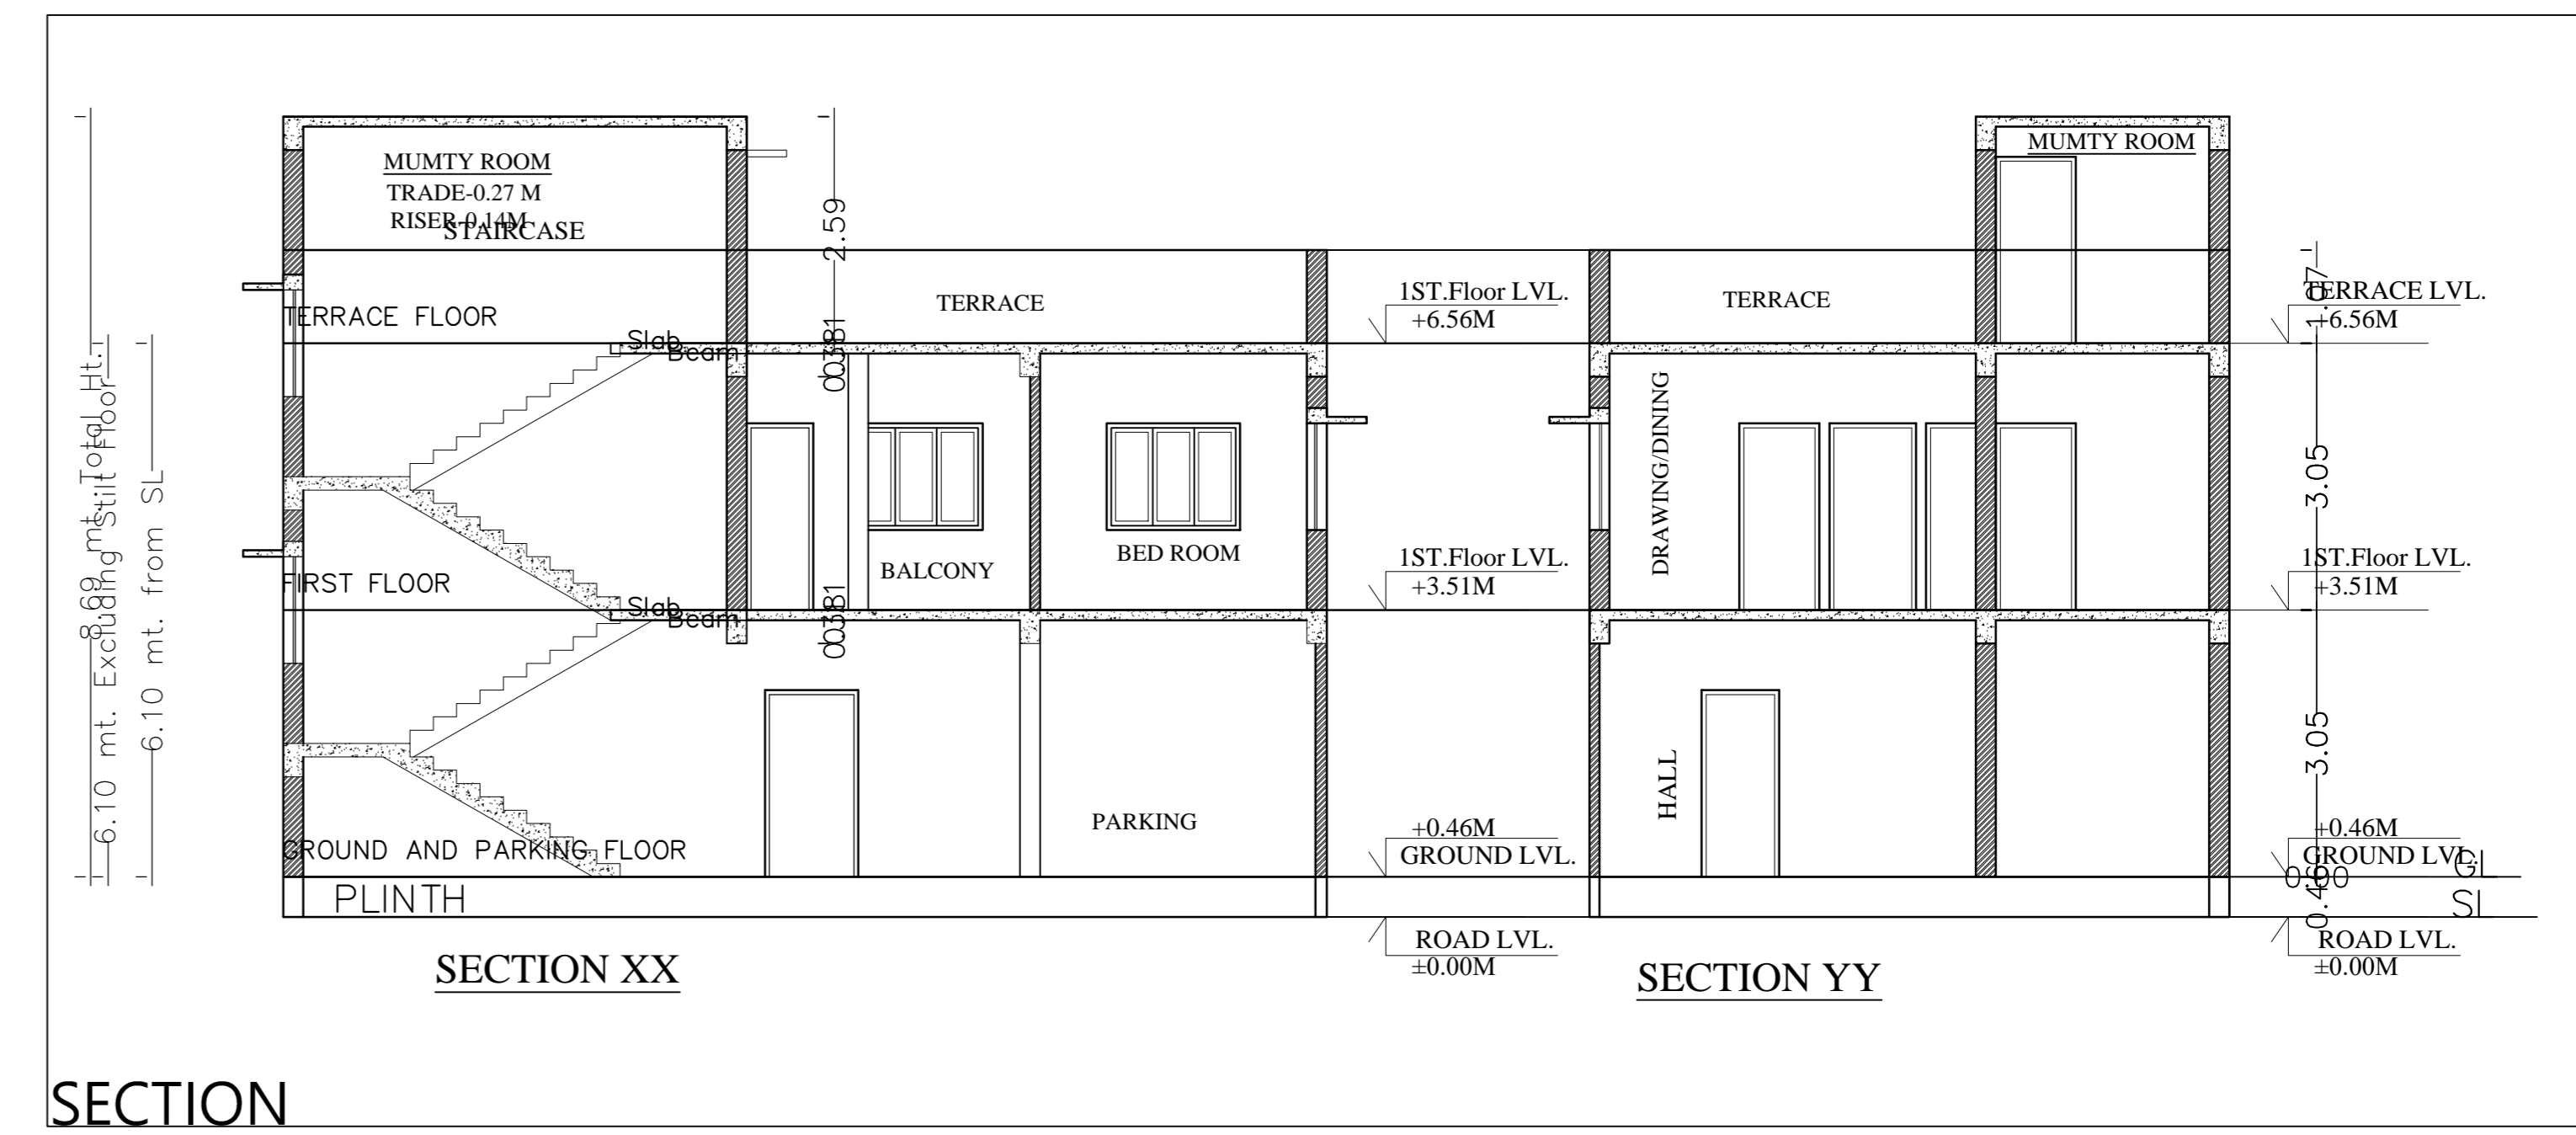 MUMTY ROOM
TRADE-0.27 M
RISER-0.14M
STAIRCASE
2.59
TERRACE FLOOR
TERRACE
1ST.Floor LVL.
+6.56M
Slab
Beam
8.69 mt. Total Ht.
6.10 mt. Excluding Stilt Floor
6.10 mt. from SL
BALCONY
BED ROOM
FIRST FLOOR
1ST.Floor LVL.
+3.51M
Slab
Beam
PARKING
GROUND AND PARKING FLOOR
+0.46M
GROUND LVL.
PLINTH
ROAD LVL.
±0.00M
SECTION XX
MUMTY ROOM
TERRACE
1.07
TERRACE LVL.
+6.56M
DRAWING/DINING
3.05
1ST.Floor LVL.
+3.51M
HALL
3.05
+0.46M
GROUND LVL.
GL
0.00
0.46
SL
ROAD LVL.
±0.00M
SECTION YY
SECTION